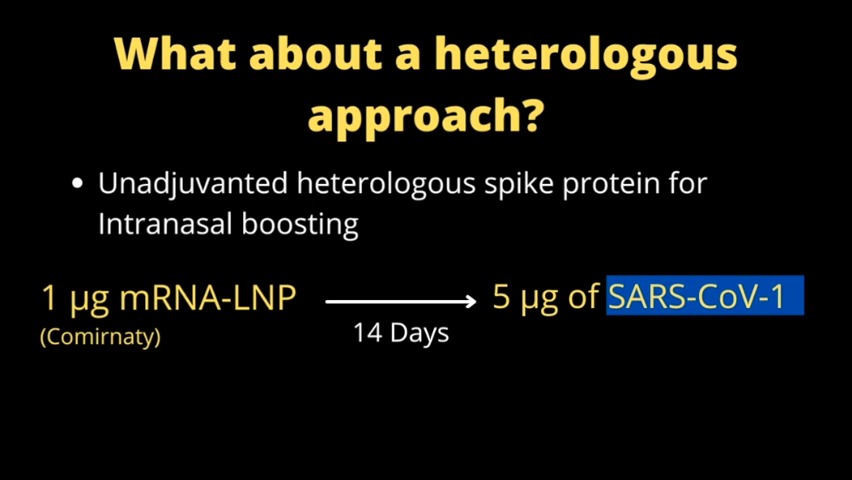 What about a heterologous
approach?
• Unadjuvanted heterologous spike protein for
Intranasal boosting
1 µg mRNA-LNP
5 µg of SARS-CoV-1
(Comirnaty)
14 Days